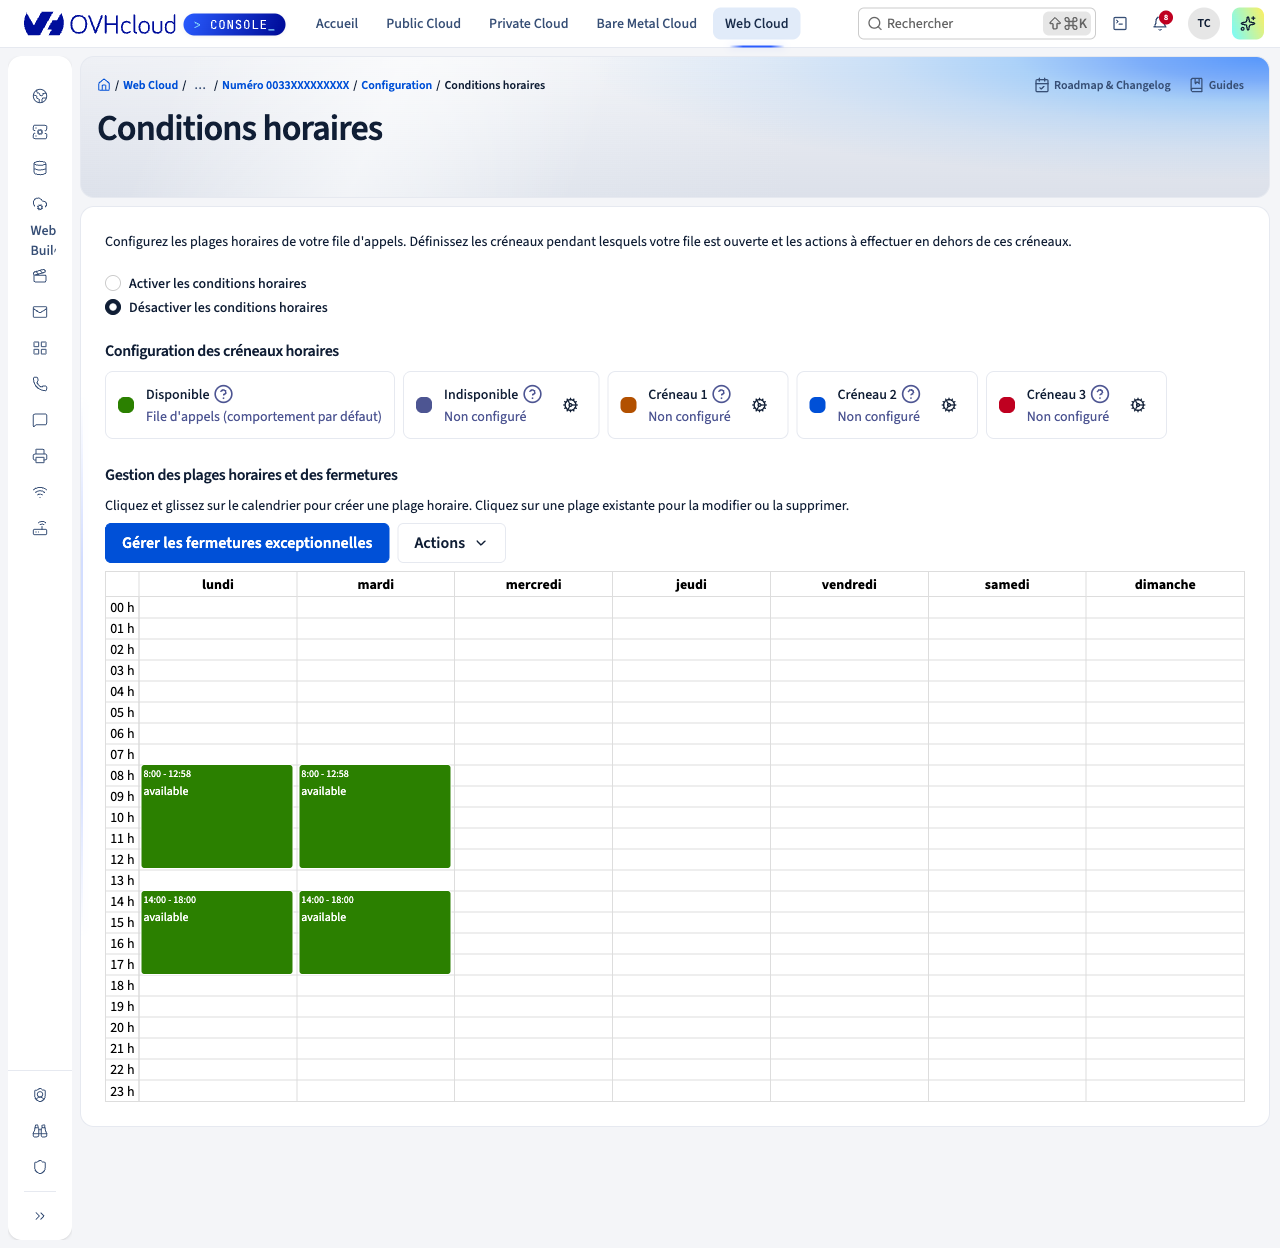 OVHcloud > CONSOLE_ Accueil Public Cloud Private Cloud Bare Metal Cloud Web Cloud Rechercher ⇧⌘K 8 TC
/ Web Cloud / ... / Numéro 0033XXXXXXXXX / Configuration / Conditions horaires Roadmap & Changelog Guides
Conditions horaires
Web
Buil
Configurez les plages horaires de votre file d'appels. Définissez les créneaux pendant lesquels votre file est ouverte et les actions à effectuer en dehors de ces créneaux.
Activer les conditions horaires
Désactiver les conditions horaires
Configuration des créneaux horaires
Disponible ?
File d'appels (comportement par défaut)
Indisponible ?
Non configuré
Créneau 1 ?
Non configuré
Créneau 2 ?
Non configuré
Créneau 3 ?
Non configuré
Gestion des plages horaires et des fermetures
Cliquez et glissez sur le calendrier pour créer une plage horaire. Cliquez sur une plage existante pour la modifier ou la supprimer.
Gérer les fermetures exceptionnelles Actions
lundi mardi mercredi jeudi vendredi samedi dimanche
00 h
01 h
02 h
03 h
04 h
05 h
06 h
07 h
08 h 8:00 - 12:58 8:00 - 12:58
09 h available available
10 h
11 h
12 h
13 h
14 h 14:00 - 18:00 14:00 - 18:00
15 h available available
16 h
17 h
18 h
19 h
20 h
21 h
22 h
23 h